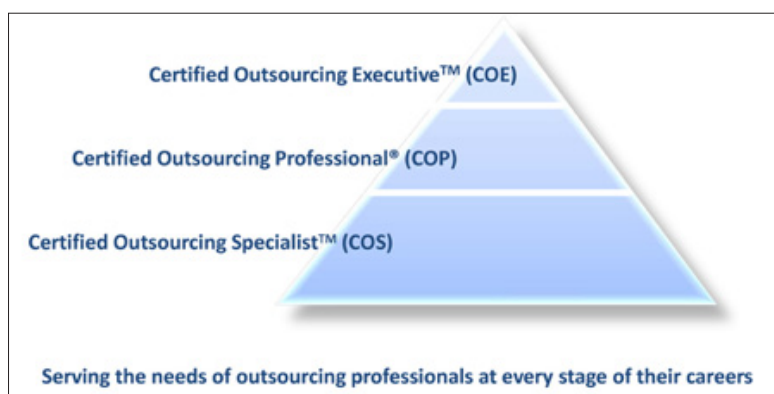 Certified Outsourcing Executive™ (COE)
Certified Outsourcing Professional® (COP)
Certified Outsourcing Specialist™ (COS)
Serving the needs of outsourcing professionals at every stage of their careers